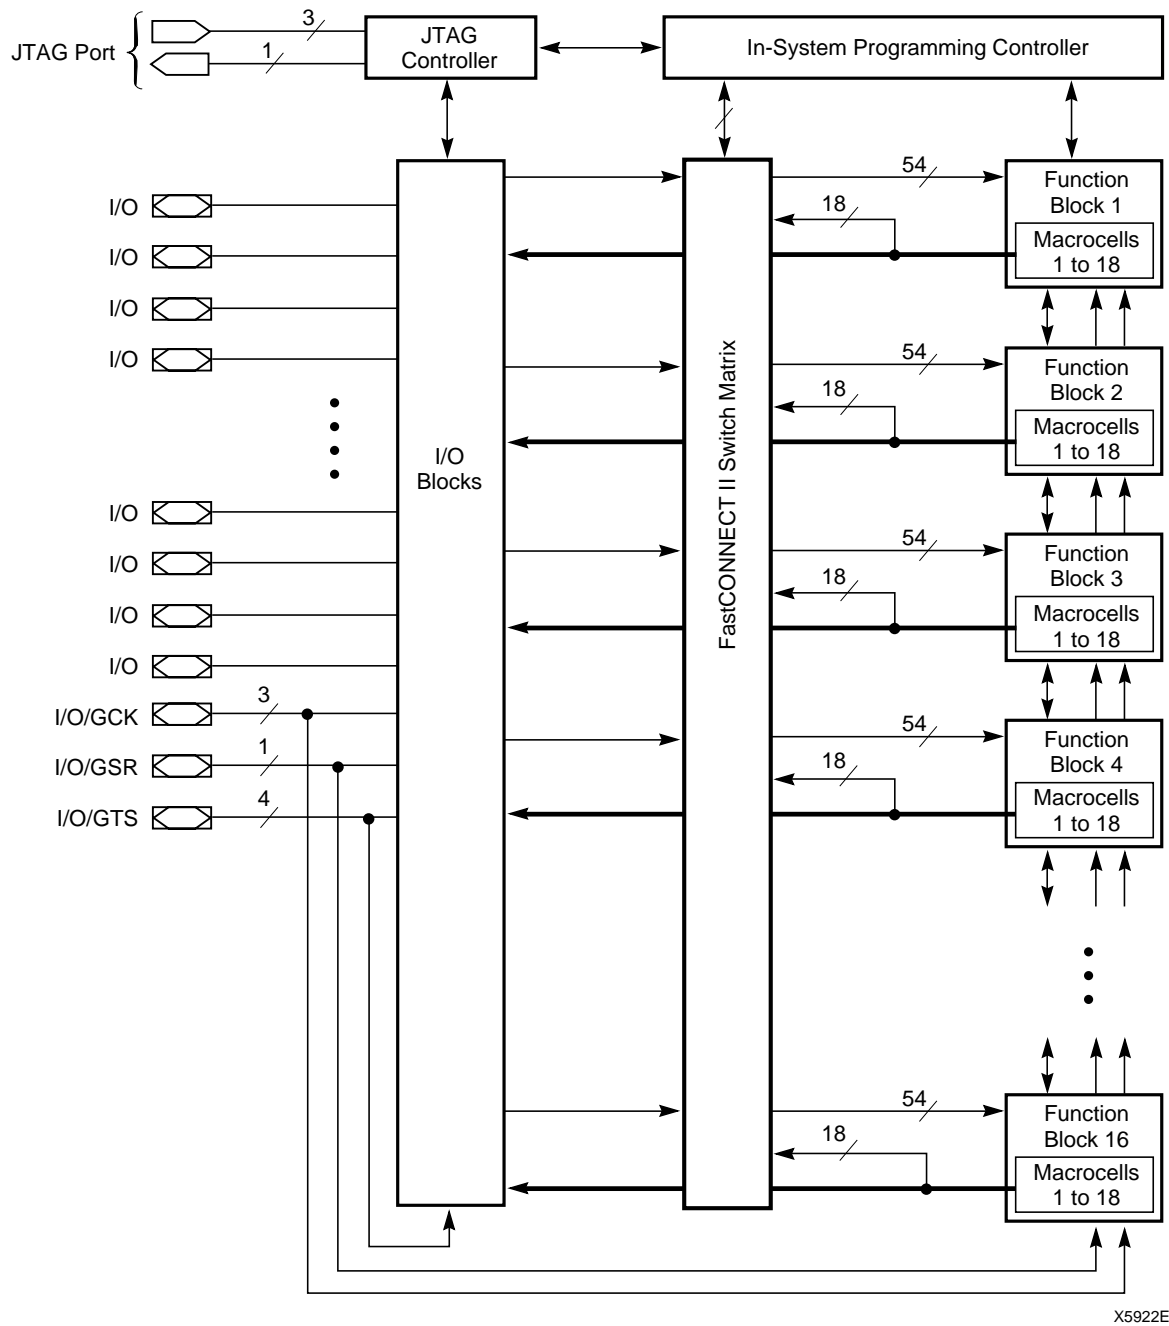 JTAG Port
3
1
JTAG
Controller
In-System Programming Controller
I/O
I/O
I/O
I/O
I/O
I/O
I/O
I/O
I/O/GCK
3
I/O/GSR
1
I/O/GTS
4
I/O
Blocks
FastCONNECT II Switch Matrix
54
18
Function
Block 1
Macrocells
1 to 18
54
18
Function
Block 2
Macrocells
1 to 18
54
18
Function
Block 3
Macrocells
1 to 18
54
18
Function
Block 4
Macrocells
1 to 18
54
18
Function
Block 16
Macrocells
1 to 18
X5922E